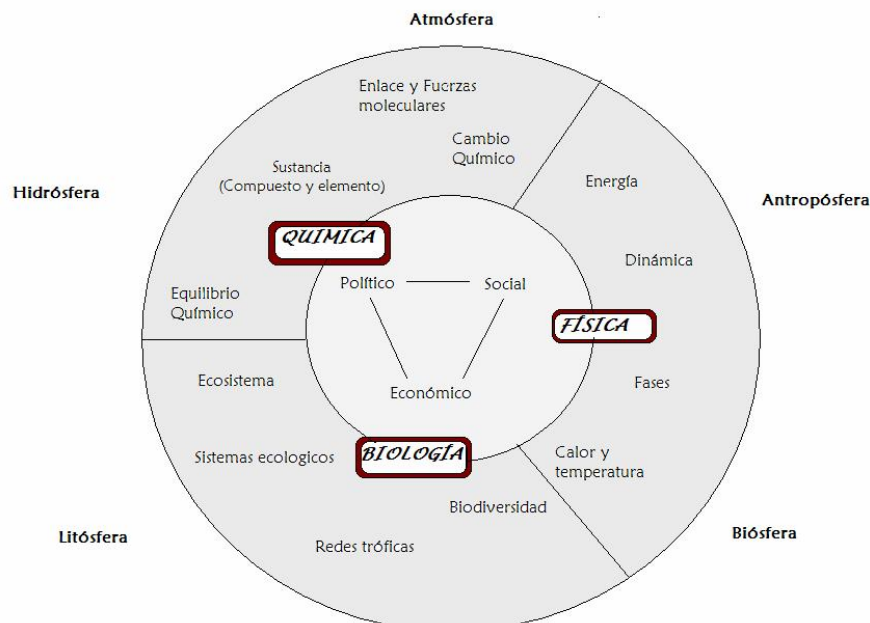 Atmósfera
Enlace y Fuerzas
moleculares
Cambio
Químico
Sustancia
(Compuesto y elemento)
Energía
Hidrósfera
Antropósfera
QUIMICA
Dinámica
Político
Social
Equilibrio
Químico
FÍSICA
Ecosistema
Económico
Fases
Sistemas ecologicos
BIOLOGÍA
Calor y
temperatura
Biodiversidad
Litósfera
Redes tróficas
Biósfera